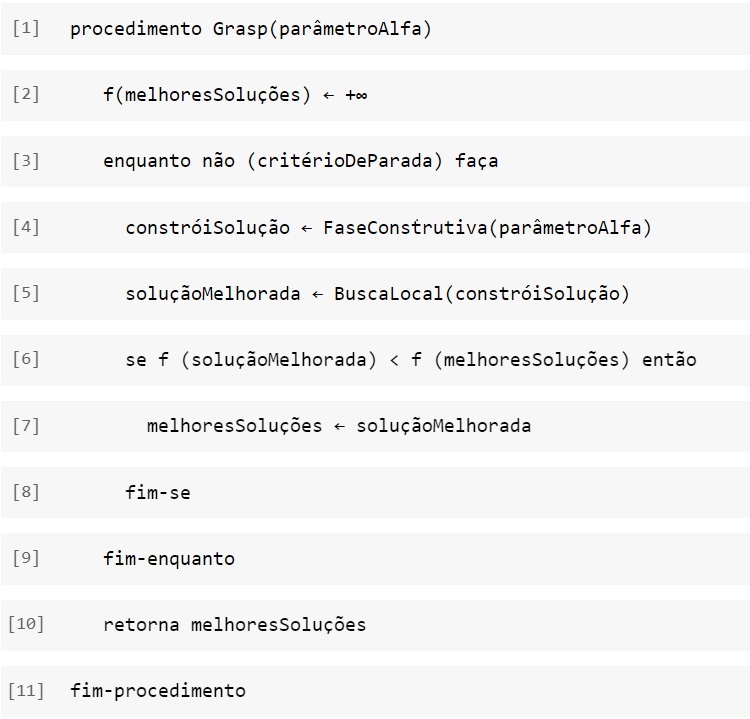 [1] procedimento Grasp(parâmetroAlfa)
[2] f(melhoresSoluções) ← +∞
[3] enquanto não (critérioDeParada) faça
[4] constróiSolução ← FaseConstrutiva(parâmetroAlfa)
[5] soluçãoMelhorada ← BuscaLocal(constróiSolução)
[6] se f (soluçãoMelhorada) < f (melhoresSoluções) então
[7] melhoresSoluções ← soluçãoMelhorada
[8] fim-se
[9] fim-enquanto
[10] retorna melhoresSoluções
[11] fim-procedimento